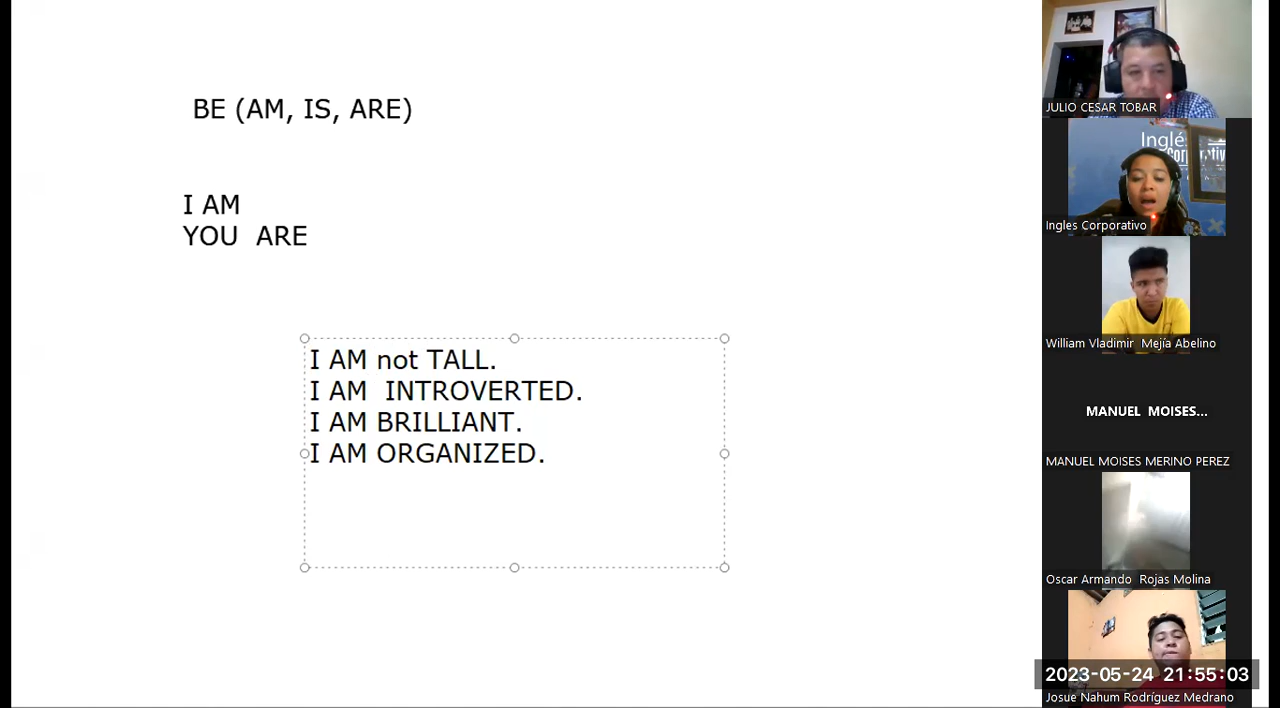 BE (AM, IS, ARE)
I AM
YOU  ARE
I AM not TALL.
I AM  INTROVERTED.
I AM BRILLIANT.
I AM ORGANIZED.
JULIO CESAR TOBAR
Inglé
Ingles Corporativo
William Vladimir  Mejía Abelino
MANUEL  MOISES...
MANUEL MOISES MERINO PEREZ
Oscar Armando  Rojas Molina
2023-05-24 21:55:03
Josue Nahum Rodríguez Medrano